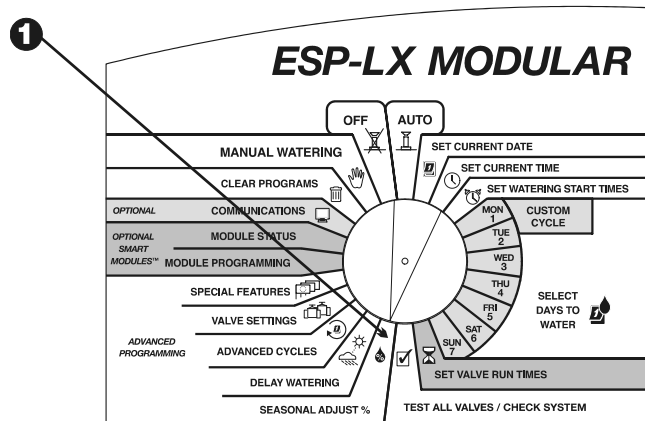 1
ESP-LX MODULAR
OFF
AUTO
MANUAL WATERING
CLEAR PROGRAMS
OPTIONAL
COMMUNICATIONS
OPTIONAL
SMART
MODULES™
MODULE STATUS
MODULE PROGRAMMING
SPECIAL FEATURES
VALVE SETTINGS
ADVANCED
PROGRAMMING
ADVANCED CYCLES
DELAY WATERING
SEASONAL ADJUST %
SET CURRENT DATE
SET CURRENT TIME
SET WATERING START TIMES
MON
1
CUSTOM
CYCLE
TUE
2
WED
3
THU
4
FRI
5
SAT
6
SUN
7
SELECT
DAYS TO
WATER
SET VALVE RUN TIMES
TEST ALL VALVES / CHECK SYSTEM